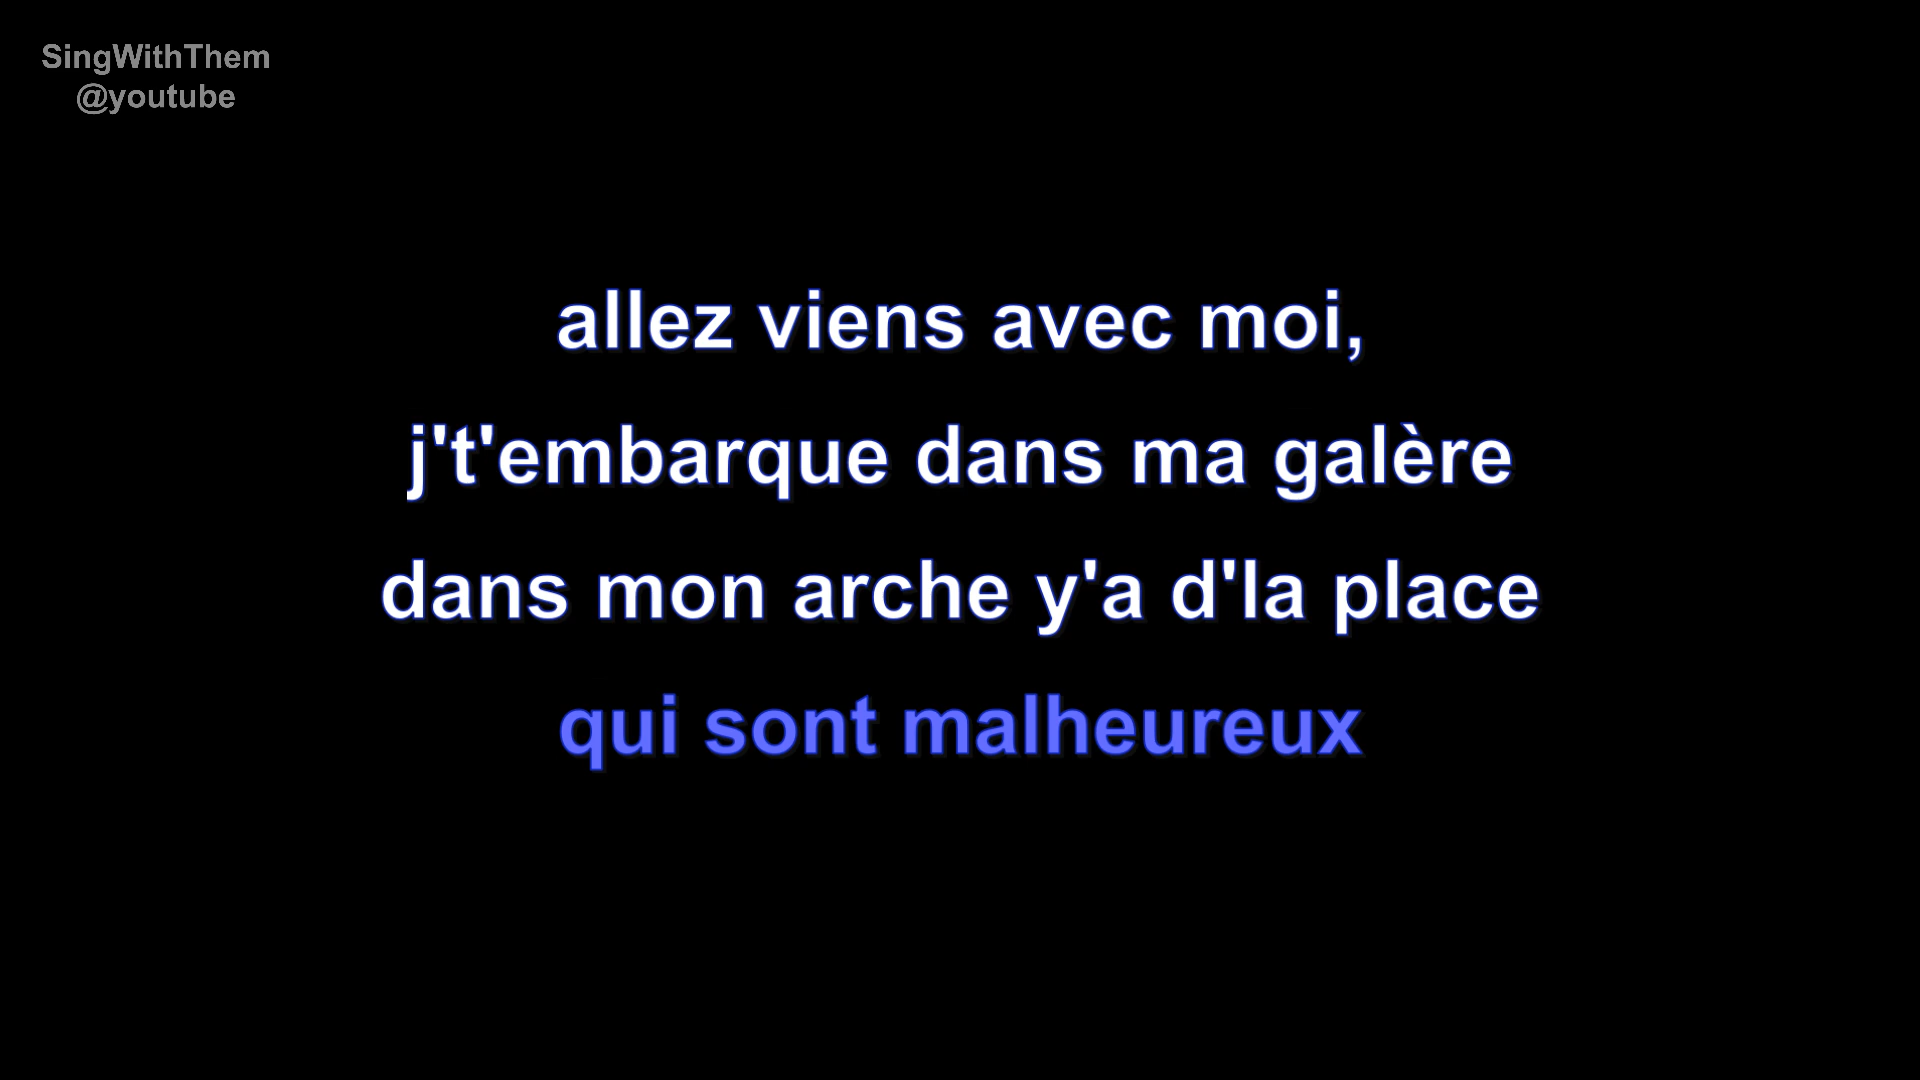 SingWithThem
@youtube
allez viens avec moi,
j't'embarque dans ma galère
dans mon arche y'a d'la place
qui sont malheureux